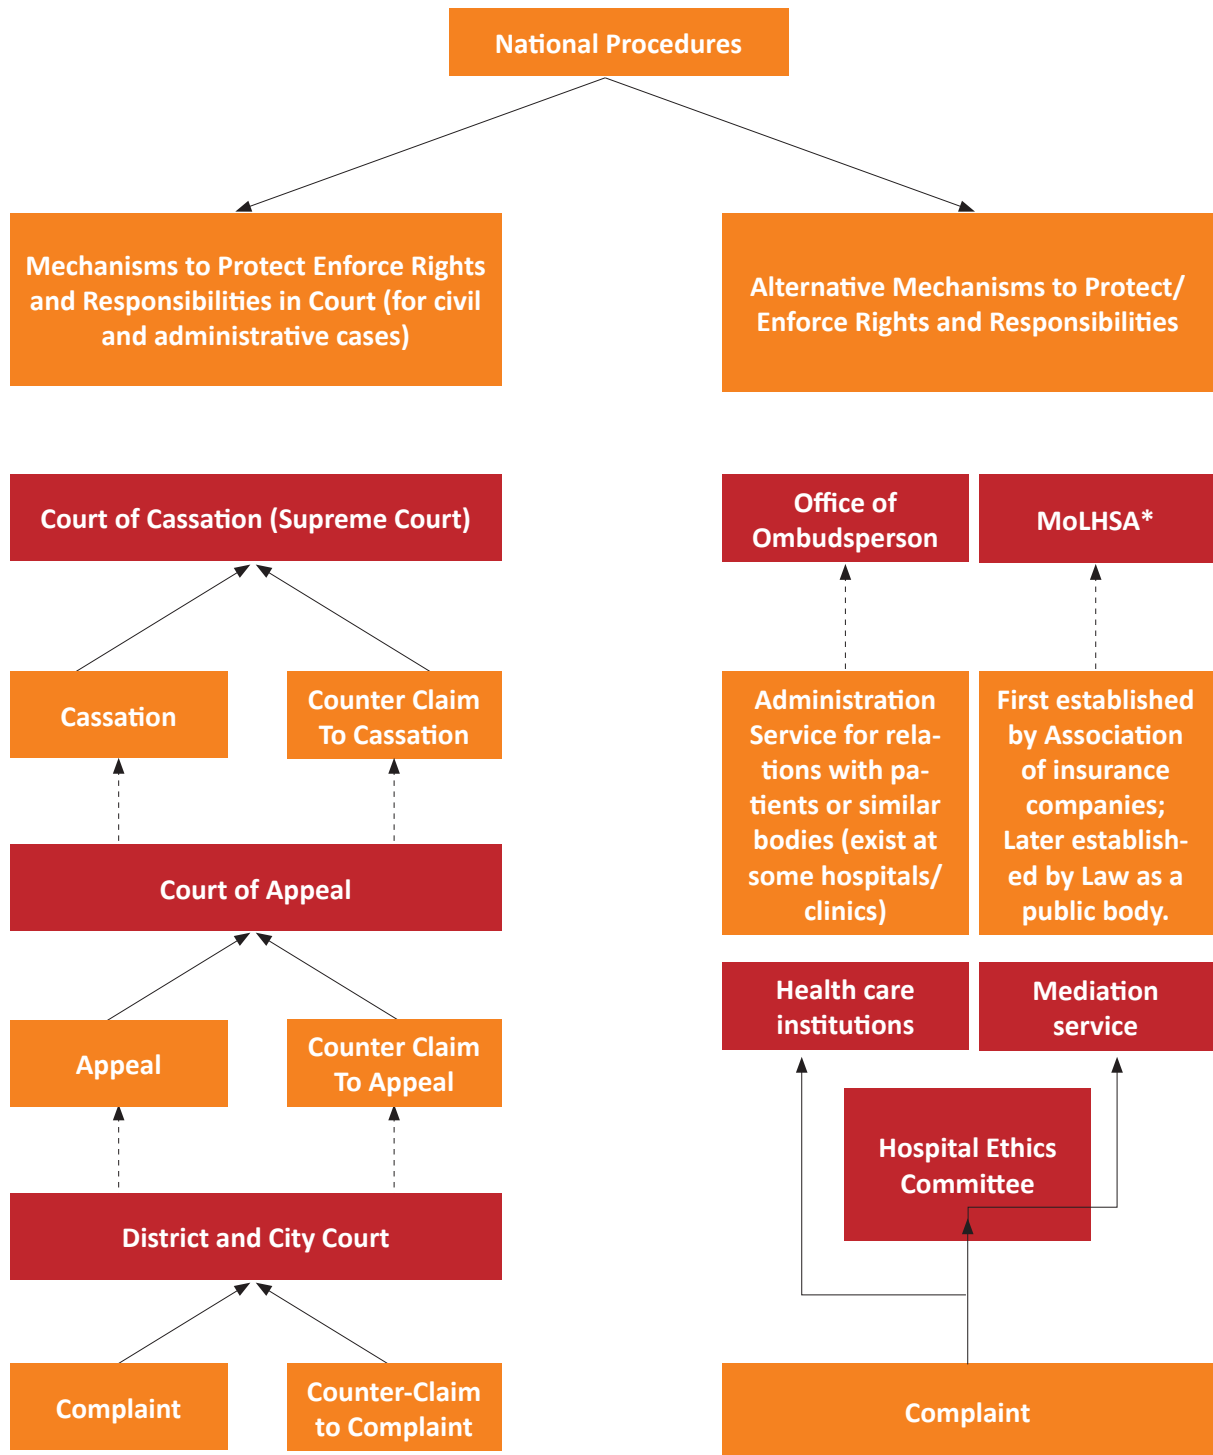 National Procedures
Mechanisms to Protect Enforce Rights
and Responsibilities in Court (for civil
and administrative cases)
Alternative Mechanisms to Protect/
Enforce Rights and Responsibilities
Court of Cassation (Supreme Court)
Office of
Ombudsperson
MoLHSA*
Cassation
Counter Claim
To Cassation
Administration
Service for rela-
tions with pa-
tients or similar
bodies (exist at
some hospitals/
clinics)
First established
by Association
of insurance
companies;
Later establish-
ed by Law as a
public body.
Court of Appeal
Health care
institutions
Mediation
service
Appeal
Counter Claim
To Appeal
Hospital Ethics
Committee
District and City Court
Complaint
Counter-Claim
to Complaint
Complaint